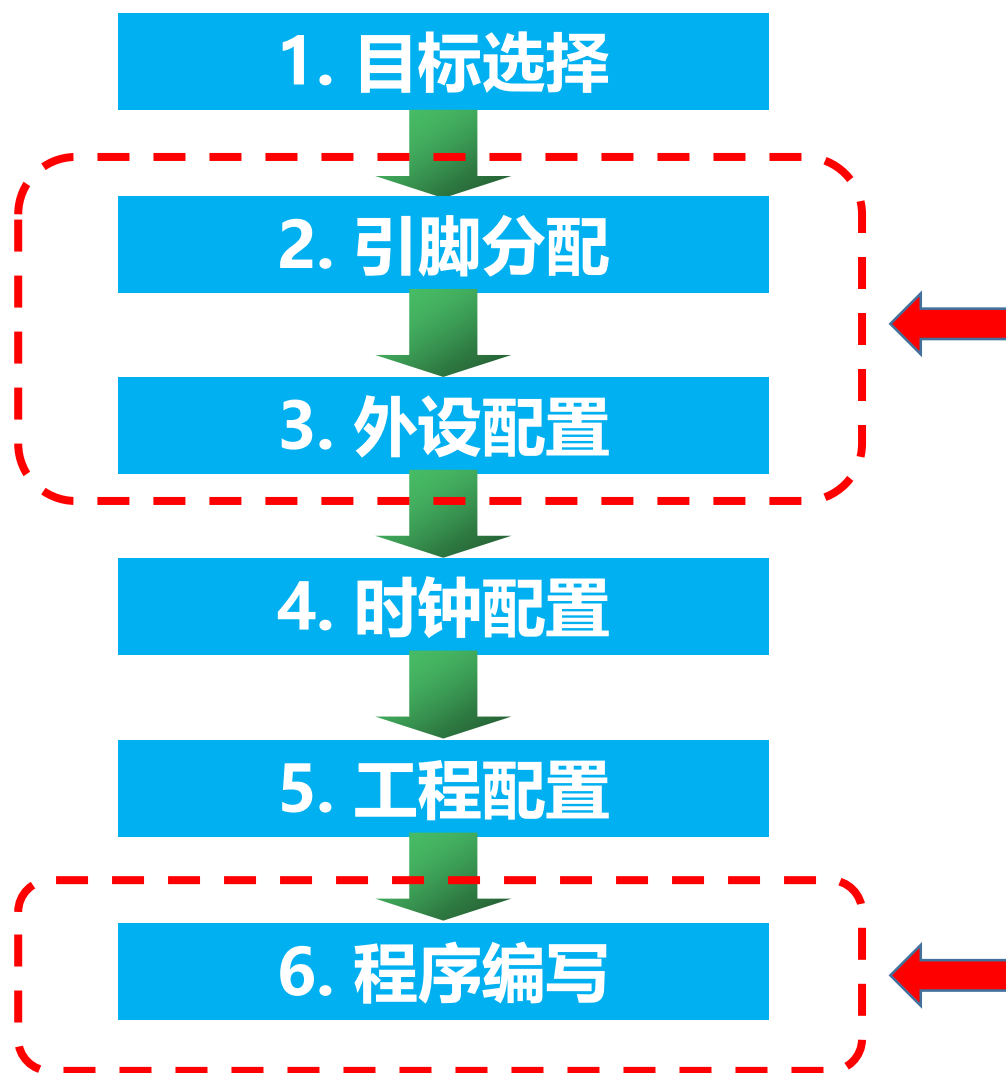 1. 目标选择
2. 引脚分配
3. 外设配置
4. 时钟配置
5. 工程配置
6. 程序编写